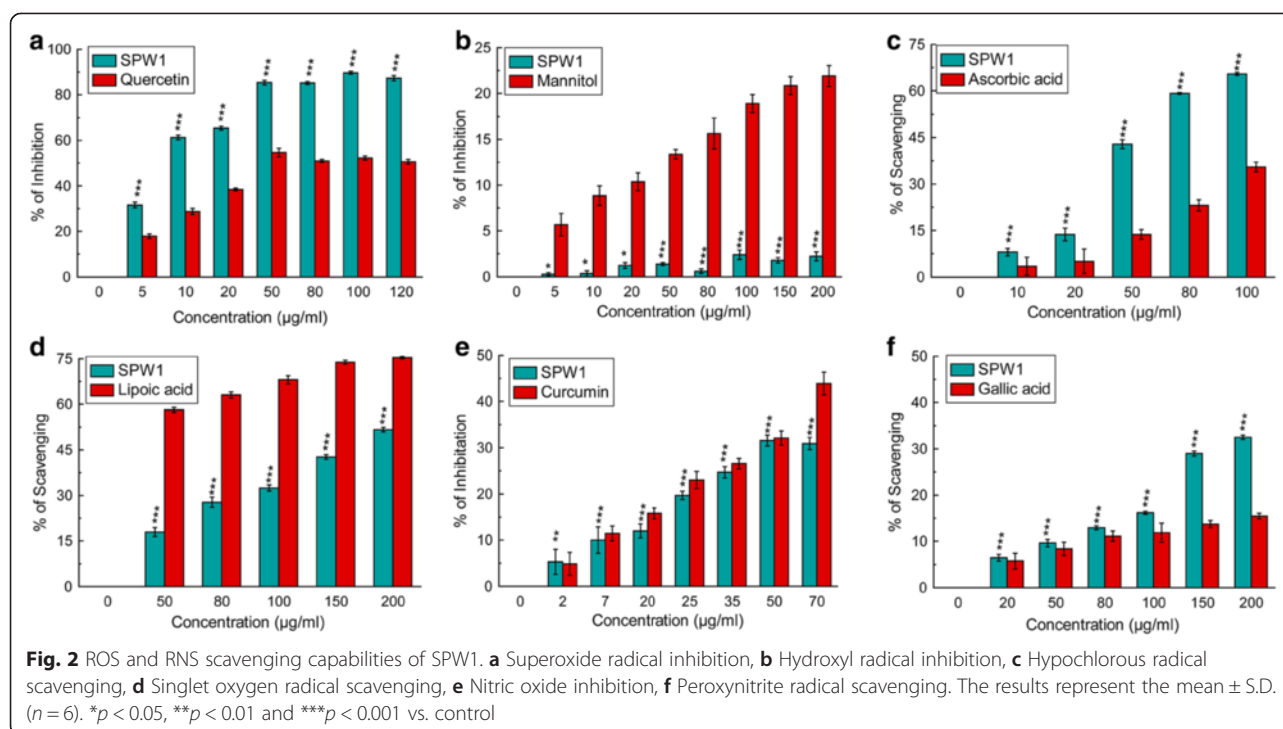 a
SPW1
Quercetin
% of Inhibition
100
80
60
40
20
0
*** *** *** *** *** *** ***
0 5 10 20 50 80 100 120
Concentration (µg/ml)
b
SPW1
Mannitol
% of Inhibition
25
20
15
10
5
0
* * * *** *** *** *** ***
0 5 10 20 50 80 100 150 200
Concentration (µg/ml)
c
SPW1
Ascorbic acid
% of Scavenging
75
60
45
30
15
0
*** *** *** *** ***
0 10 20 50 80 100
Concentration (µg/ml)
d
SPW1
Lipoic acid
% of Scavenging
75
60
45
30
15
0
*** *** *** *** ***
0 50 80 100 150 200
Concentration (µg/ml)
e
SPW1
Curcumin
% of Inhibitation
50
40
30
20
10
0
** *** *** *** *** *** ***
0 2 7 20 25 35 50 70
Concentration (µg/ml)
f
SPW1
Gallic acid
% of Scavenging
50
40
30
20
10
0
*** *** *** *** *** ***
0 20 50 80 100 150 200
Concentration (µg/ml)
Fig. 2 ROS and RNS scavenging capabilities of SPW1. a Superoxide radical inhibition, b Hydroxyl radical inhibition, c Hypochlorous radical
scavenging, d Singlet oxygen radical scavenging, e Nitric oxide inhibition, f Peroxynitrite radical scavenging. The results represent the mean ± S.D.
(n = 6). *p < 0.05, **p < 0.01 and ***p < 0.001 vs. control